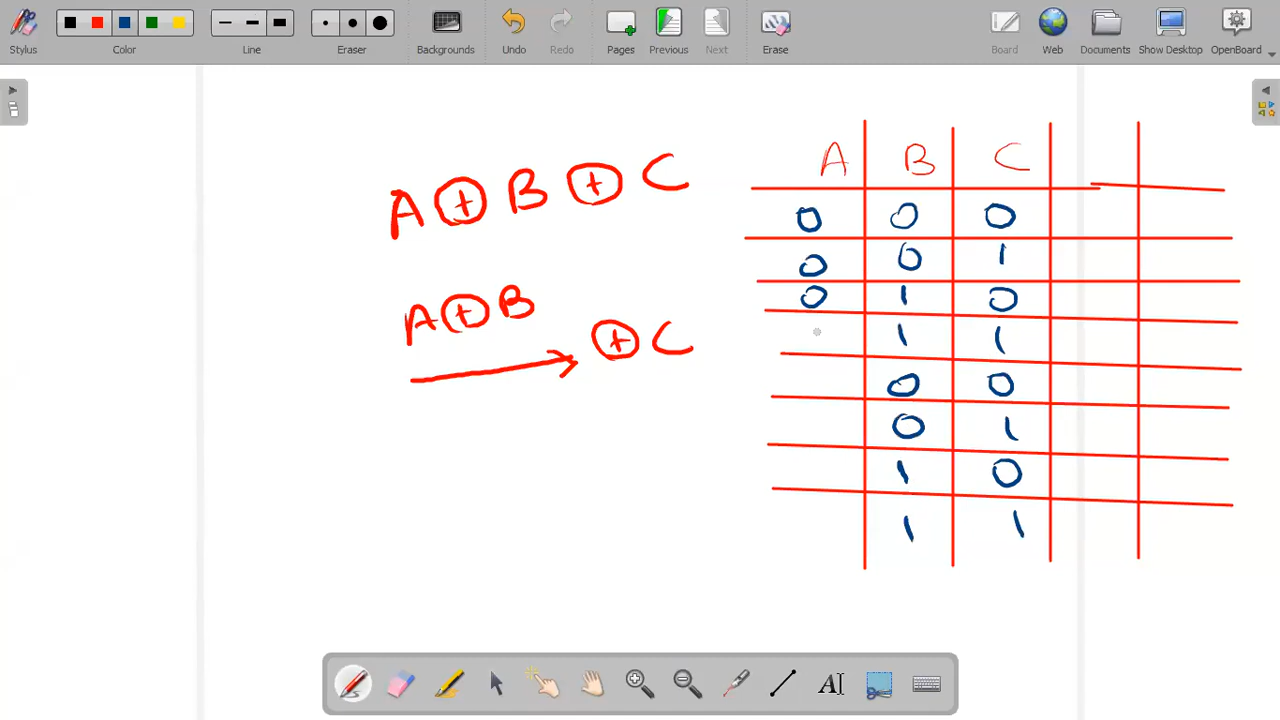 Stylus Color Line Eraser Backgrounds Undo Redo Pages Previous Next Erase Board Web Documents Show Desktop OpenBoard
A ⊕ B ⊕ C
A ⊕ B
⊕ C
A B C
0 0 0
0 0 1
0 1 0
1 1
0 0
0 1
1 0
1 1